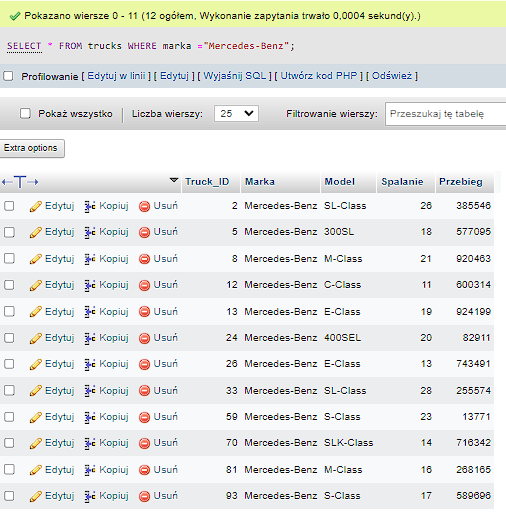 Pokazano wiersze 0 - 11 (12 ogółem, Wykonanie zapytania trwało 0,0004 sekund(y).)
SELECT * FROM trucks WHERE marka ="Mercedes-Benz";
Profilowanie [ Edytuj w linii ] [ Edytuj ] [ Wyjaśnij SQL ] [ Utwórz kod PHP ] [ Odśwież ]
Pokaż wszystko Liczba wierszy: 25 Filtrowanie wierszy: Przeszukaj tę tabelę
Extra options
←T→ Truck_ID Marka Model Spalanie Przebieg
Edytuj Kopiuj Usuń 2 Mercedes-Benz SL-Class 26 385546
Edytuj Kopiuj Usuń 5 Mercedes-Benz 300SL 18 577095
Edytuj Kopiuj Usuń 8 Mercedes-Benz M-Class 21 920463
Edytuj Kopiuj Usuń 12 Mercedes-Benz C-Class 11 600314
Edytuj Kopiuj Usuń 13 Mercedes-Benz E-Class 19 924199
Edytuj Kopiuj Usuń 24 Mercedes-Benz 400SEL 20 82911
Edytuj Kopiuj Usuń 26 Mercedes-Benz E-Class 13 743491
Edytuj Kopiuj Usuń 33 Mercedes-Benz SL-Class 28 255574
Edytuj Kopiuj Usuń 59 Mercedes-Benz S-Class 23 13771
Edytuj Kopiuj Usuń 70 Mercedes-Benz SLK-Class 14 716342
Edytuj Kopiuj Usuń 81 Mercedes-Benz M-Class 16 268165
Edytuj Kopiuj Usuń 93 Mercedes-Benz S-Class 17 589696